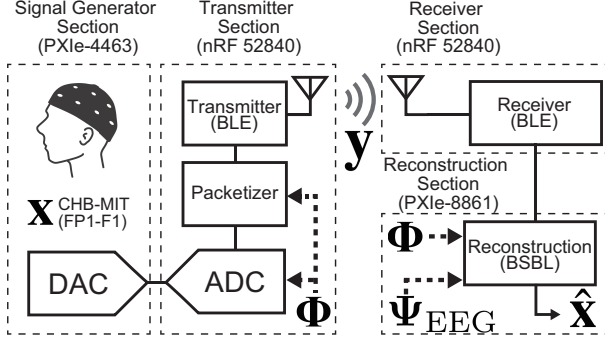 Signal Generator
Section
(PXIe-4463)
Transmitter
Section
(nRF 52840)
Receiver
Section
(nRF 52840)
Transmitter
(BLE)
Receiver
(BLE)
y
Packetizer
Reconstruction
Section
(PXIe-8861)
x CHB-MIT
(FP1-F1)
DAC
ADC
Φ
Φ
Reconstruction
(BSBL)
Ψ_EEG
x̂